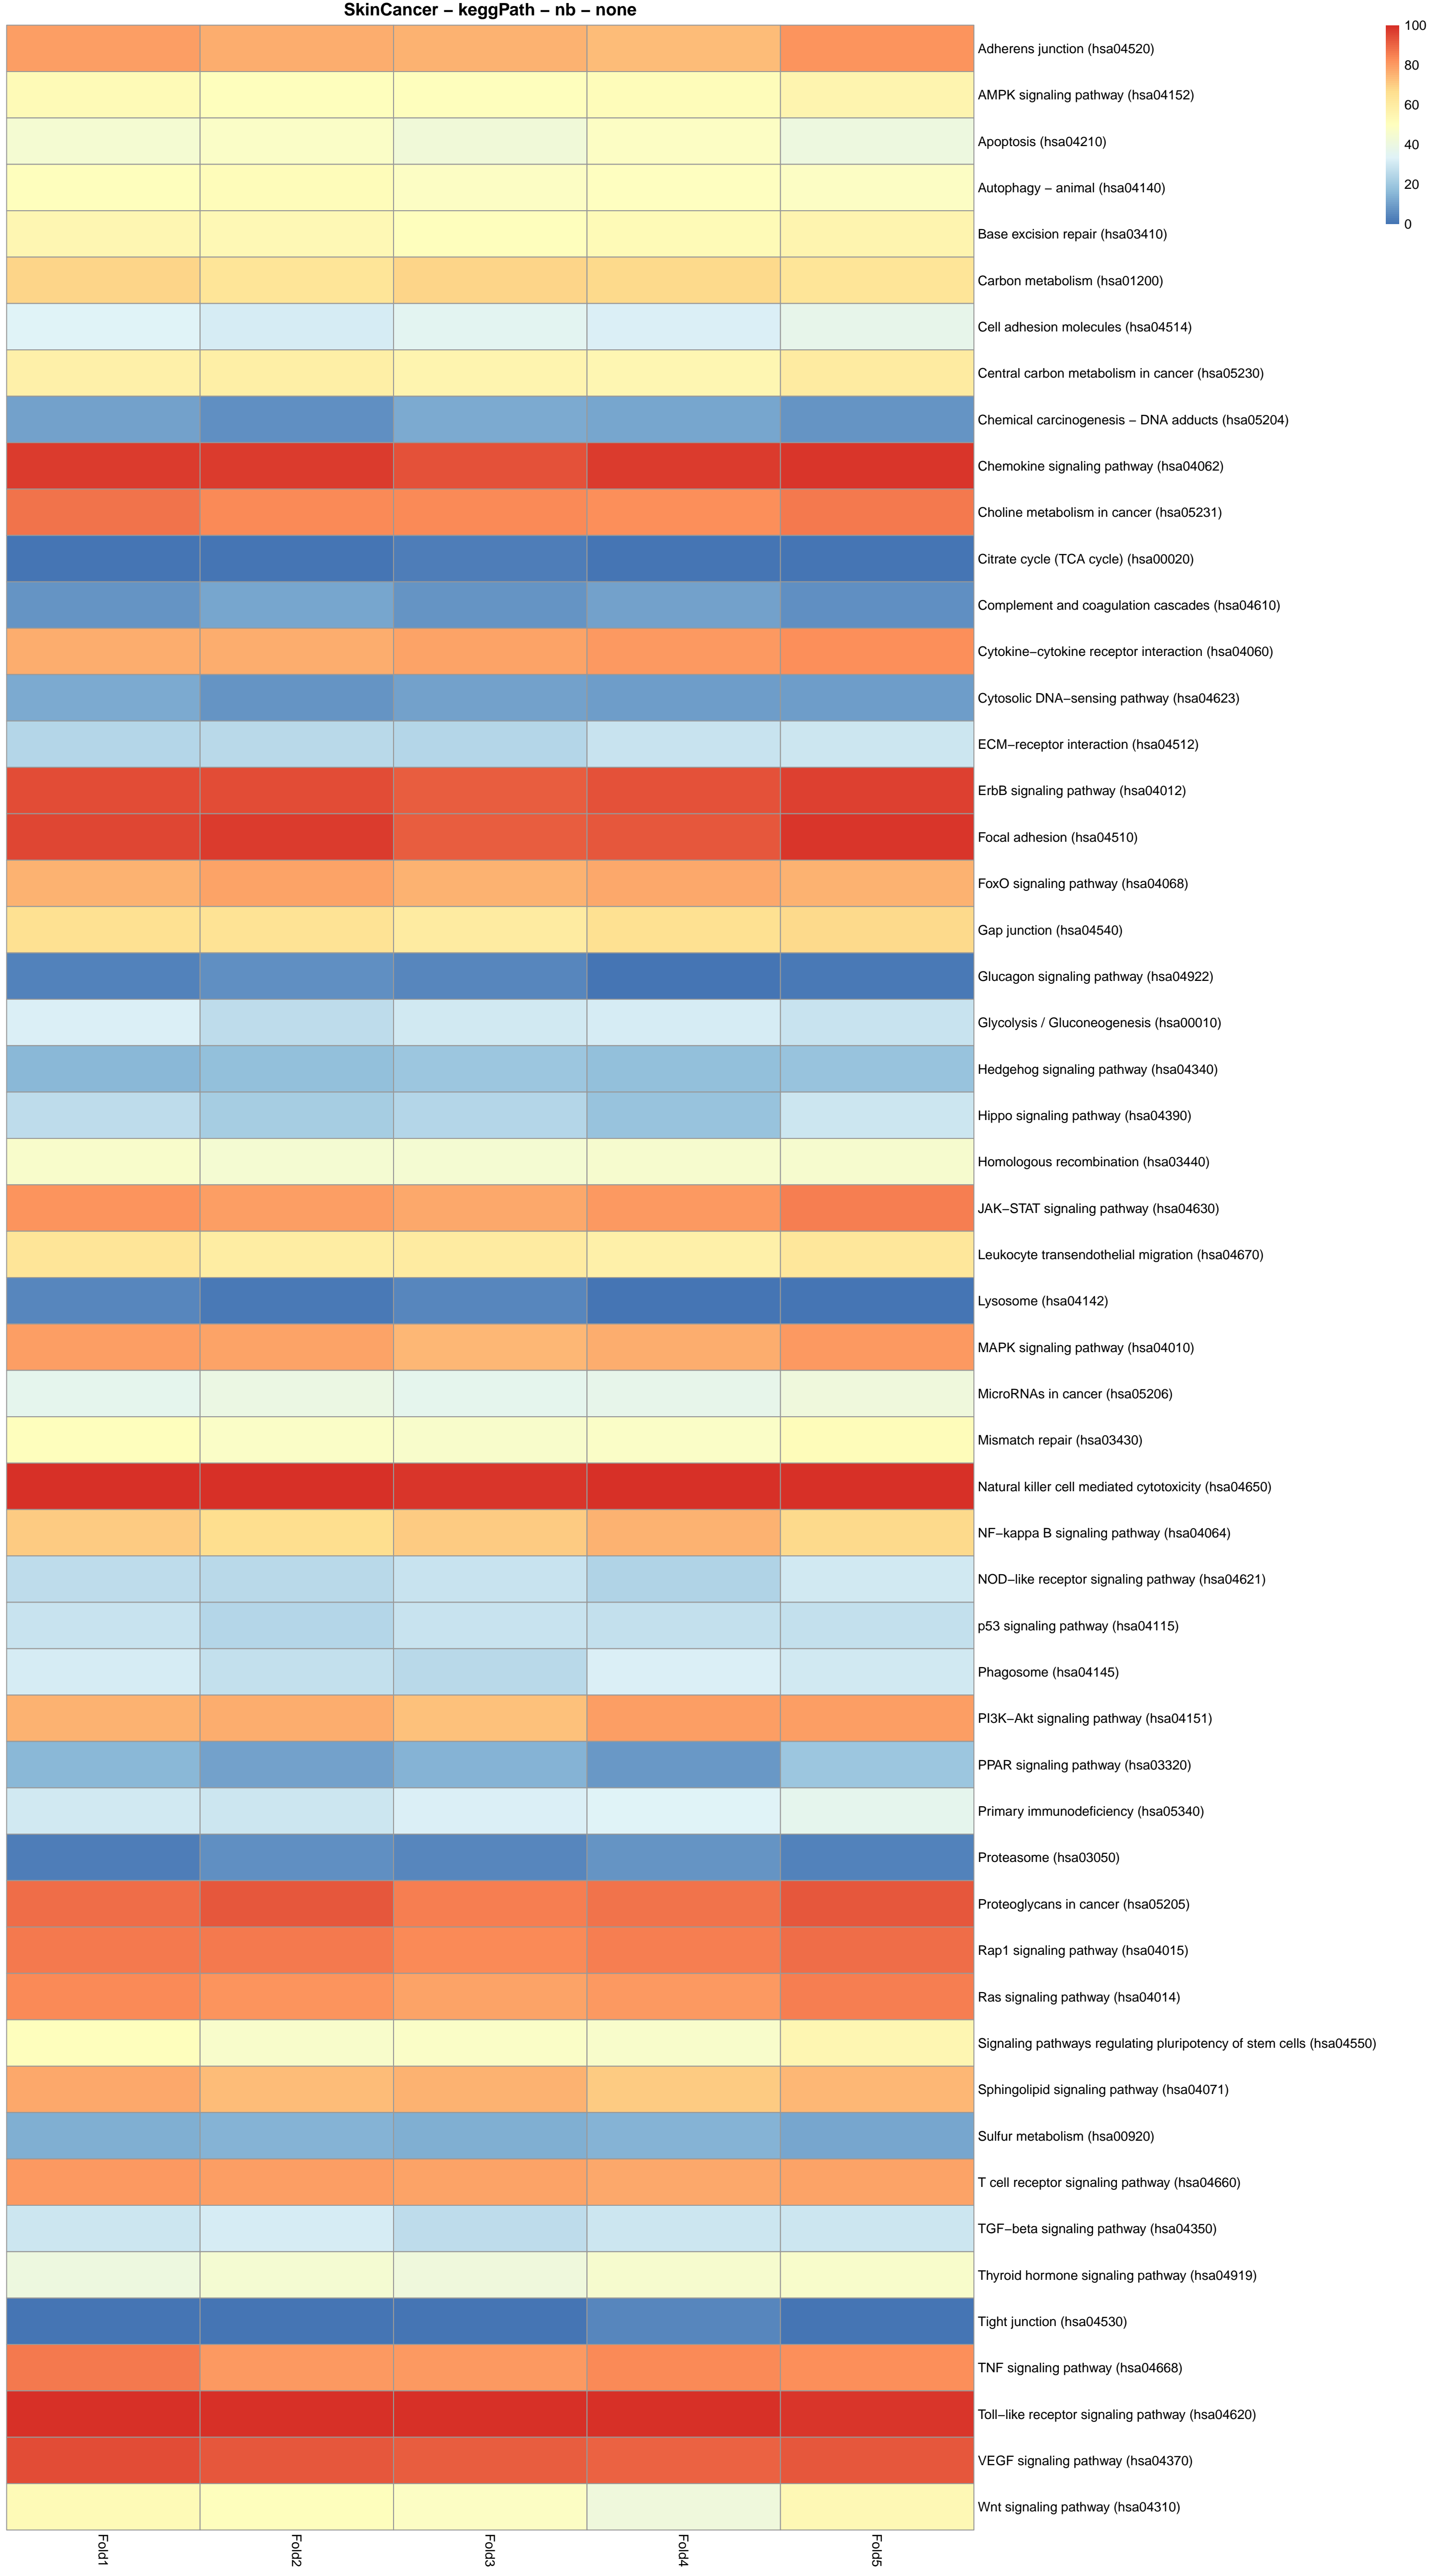 SkinCancer – keggPath – nb – none
100
80
60
40
20
0
Adherens junction (hsa04520)
AMPK signaling pathway (hsa04152)
Apoptosis (hsa04210)
Autophagy – animal (hsa04140)
Base excision repair (hsa03410)
Carbon metabolism (hsa01200)
Cell adhesion molecules (hsa04514)
Central carbon metabolism in cancer (hsa05230)
Chemical carcinogenesis – DNA adducts (hsa05204)
Chemokine signaling pathway (hsa04062)
Choline metabolism in cancer (hsa05231)
Citrate cycle (TCA cycle) (hsa00020)
Complement and coagulation cascades (hsa04610)
Cytokine–cytokine receptor interaction (hsa04060)
Cytosolic DNA–sensing pathway (hsa04623)
ECM–receptor interaction (hsa04512)
ErbB signaling pathway (hsa04012)
Focal adhesion (hsa04510)
FoxO signaling pathway (hsa04068)
Gap junction (hsa04540)
Glucagon signaling pathway (hsa04922)
Glycolysis / Gluconeogenesis (hsa00010)
Hedgehog signaling pathway (hsa04340)
Hippo signaling pathway (hsa04390)
Homologous recombination (hsa03440)
JAK–STAT signaling pathway (hsa04630)
Leukocyte transendothelial migration (hsa04670)
Lysosome (hsa04142)
MAPK signaling pathway (hsa04010)
MicroRNAs in cancer (hsa05206)
Mismatch repair (hsa03430)
Natural killer cell mediated cytotoxicity (hsa04650)
NF–kappa B signaling pathway (hsa04064)
NOD–like receptor signaling pathway (hsa04621)
p53 signaling pathway (hsa04115)
Phagosome (hsa04145)
PI3K–Akt signaling pathway (hsa04151)
PPAR signaling pathway (hsa03320)
Primary immunodeficiency (hsa05340)
Proteasome (hsa03050)
Proteoglycans in cancer (hsa05205)
Rap1 signaling pathway (hsa04015)
Ras signaling pathway (hsa04014)
Signaling pathways regulating pluripotency of stem cells (hsa04550)
Sphingolipid signaling pathway (hsa04071)
Sulfur metabolism (hsa00920)
T cell receptor signaling pathway (hsa04660)
TGF–beta signaling pathway (hsa04350)
Thyroid hormone signaling pathway (hsa04919)
Tight junction (hsa04530)
TNF signaling pathway (hsa04668)
Toll–like receptor signaling pathway (hsa04620)
VEGF signaling pathway (hsa04370)
Wnt signaling pathway (hsa04310)
Fold1
Fold2
Fold3
Fold4
Fold5